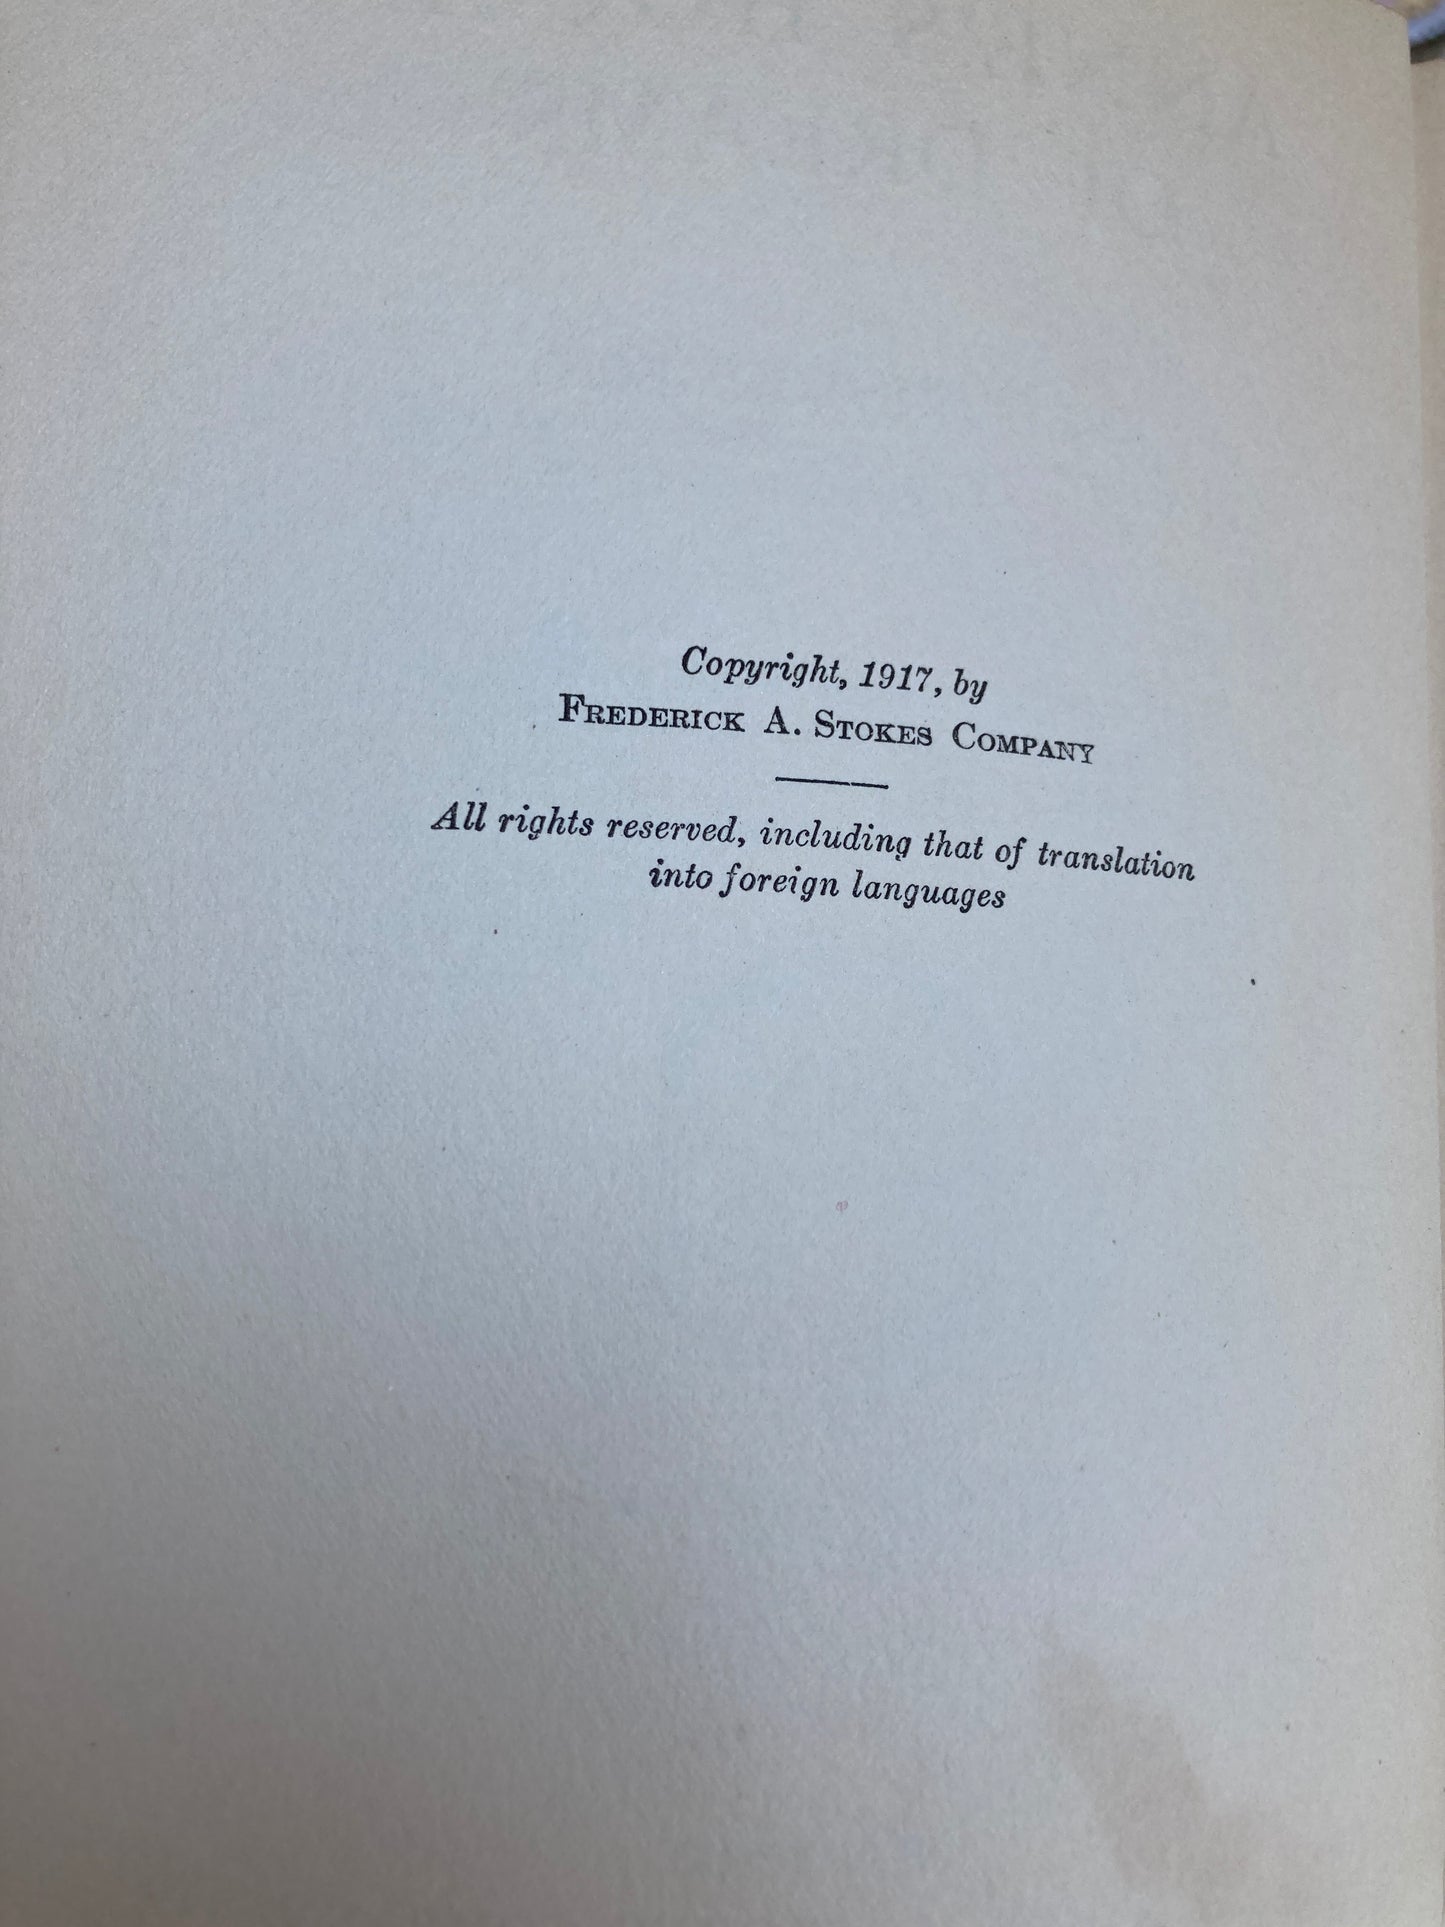 Copyright, 1917, by
FREDERICK A. STOKES COMPANY
All rights reserved, including that of translation
into foreign languages